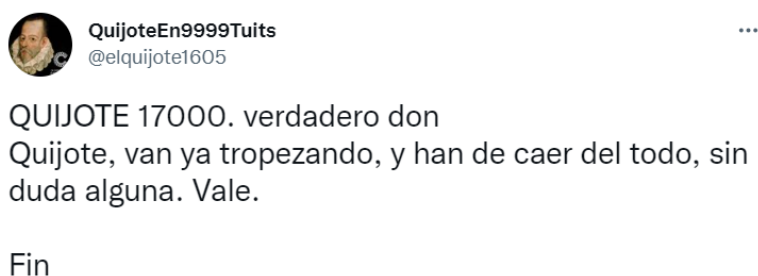 QuijoteEn9999Tuits
@elquijote1605
QUIJOTE 17000. verdadero don
Quijote, van ya tropezando, y han de caer del todo, sin
duda alguna. Vale.
Fin